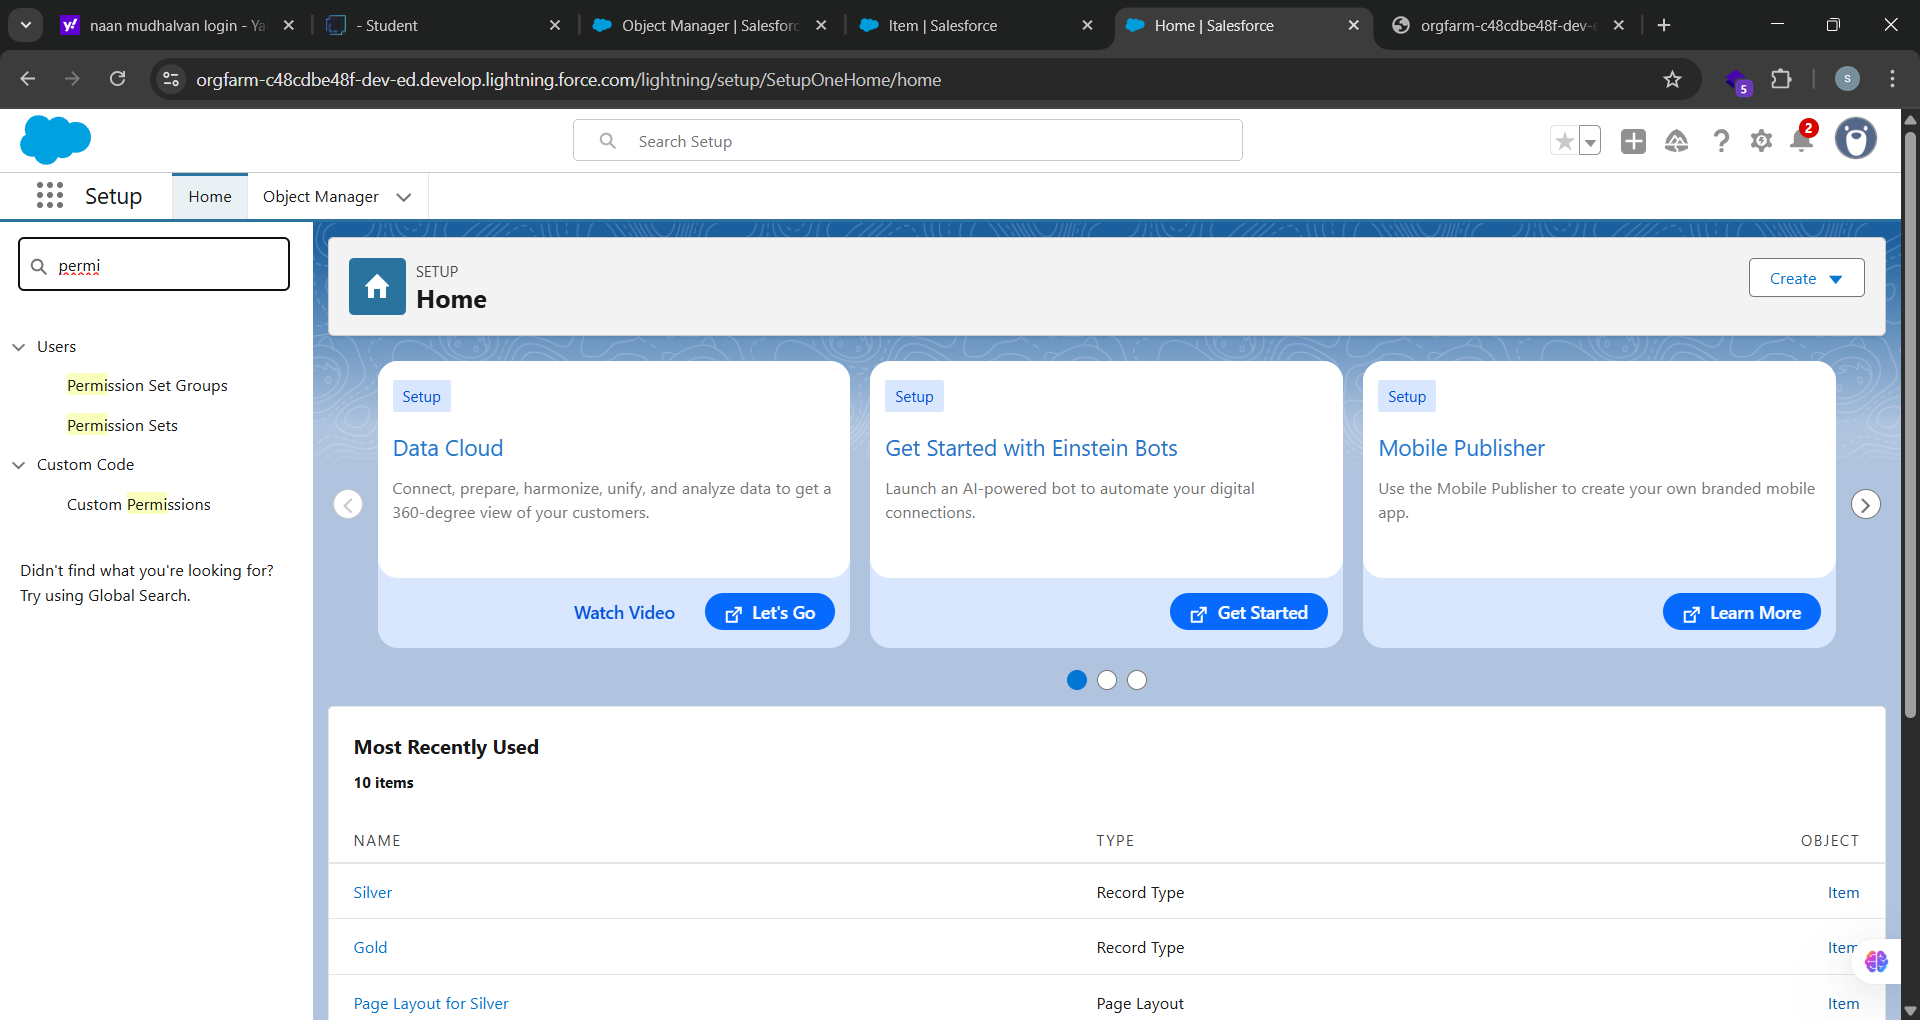 naan mudhalvan login - Ya
- Student
Object Manager | Salesforc
Item | Salesforce
Home | Salesforce
orgfarm-c48cdbe48f-dev-e
orgfarm-c48cdbe48f-dev-ed.develop.lightning.force.com/lightning/setup/SetupOneHome/home
5
S
Search Setup
2
Setup
Home
Object Manager
permi
Users
Permission Set Groups
Permission Sets
Custom Code
Custom Permissions
Didn't find what you're looking for?
Try using Global Search.
SETUP
Home
Create
Setup
Data Cloud
Connect, prepare, harmonize, unify, and analyze data to get a
360-degree view of your customers.
Watch Video
Let's Go
Setup
Get Started with Einstein Bots
Launch an AI-powered bot to automate your digital
connections.
Get Started
Setup
Mobile Publisher
Use the Mobile Publisher to create your own branded mobile
app.
Learn More
Most Recently Used
10 items
NAME TYPE OBJECT
Silver Record Type Item
Gold Record Type Item
Page Layout for Silver Page Layout Item